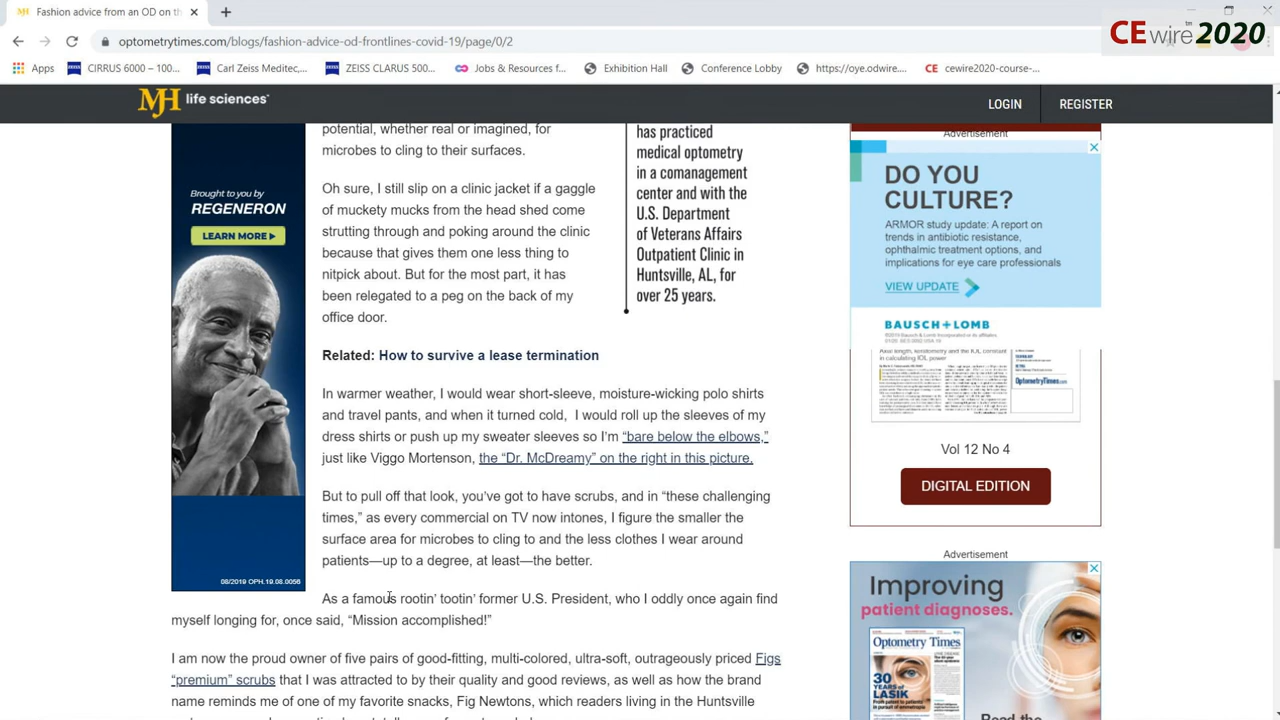 Fashion advice from an OD on th
CEwire2020
optometrytimes.com/blogs/fashion-advice-od-frontlines-covid-19/page/0/2
Apps
CIRRUS 6000 – 100...
Carl Zeiss Meditec,...
ZEISS CLARUS 500...
Jobs & Resources f...
Exhibition Hall
Conference Lobby
https://oye.odwire....
cewire2020-course-...
MJH life sciences
LOGIN
REGISTER
Brought to you by
REGENERON
LEARN MORE
08/2019 OPH.19.08.0056
potential, whether real or imagined, for
microbes to cling to their surfaces.
Oh sure, I still slip on a clinic jacket if a gaggle
of muckety mucks from the head shed come
strutting through and poking around the clinic
because that gives them one less thing to
bleat about. But for the most part, it has
been relegated to a peg on the back of my
office door.
has practiced
medical optometry
in a comanagement
center and with the
U.S. Department
of Veterans Affairs
Outpatient Clinic in
Huntsville, AL, for
over 25 years.
Related: How to survive a lease termination
In warmer weather, I would wear short-sleeve, moisture-wicking polo shirts
and travel pants, and when it turned cold, I would roll up the sleeves of my
dress shirts or push up my sweater sleeves so I'm “bare below the elbows,”
just like Viggo Mortenson, the “Dr. McDreamy” on the right in this picture.
But to pull off that look, you've got to have scrubs, and in “these challenging
times,” as every commercial on TV now intones, I figure the smaller the
surface area for microbes to cling to and the less clothes I wear around
patients—up to a degree, at least—the better.
As a famous rootin' tootin' former U.S. President, who I oddly once again find
myself longing for, once said, “Mission accomplished!”
I am now the proud owner of five pairs of good-fitting, multi-colored, ultra-soft, outrageously priced Figs
“premium” scrubs that I was attracted to by their quality and good reviews, as well as how the brand
name reminds me of one of my favorite snacks, Fig Newtons, which readers living in the Huntsville
Advertisement
DO YOU
CULTURE?
ARMOR study update: A report on
trends in antibiotic resistance,
ophthalmic treatment options, and
implications for eye care professionals
VIEW UPDATE
BAUSCH+LOMB
in calculating IOL power
OptometryTimes.com
Vol 12 No 4
DIGITAL EDITION
Advertisement
Improving
patient diagnoses.
Optometry Times
30
YEARS of
LASIK
Read the